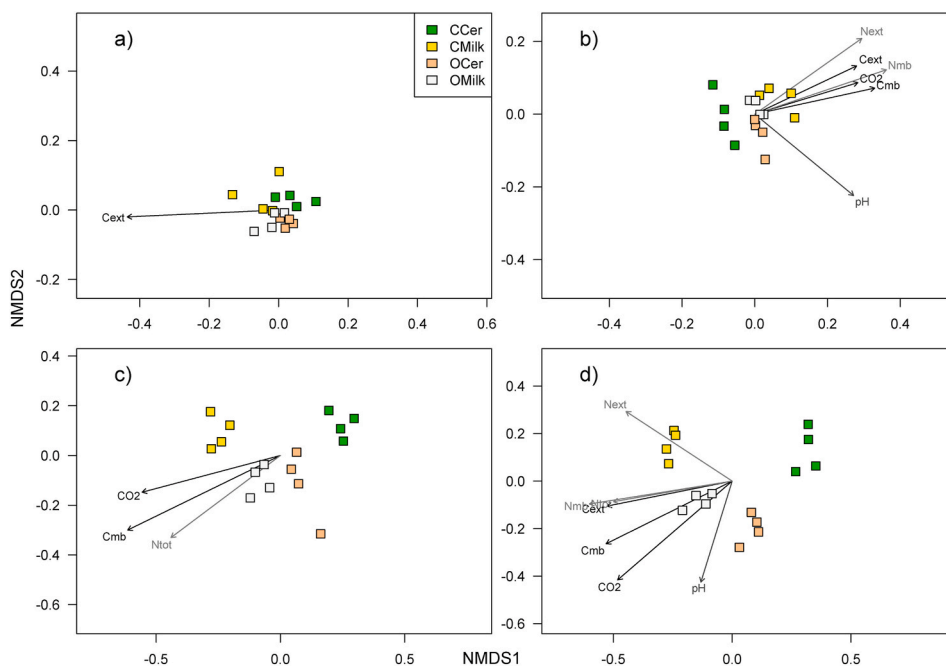 a)
CCer
CMilk
OCer
OMilk
0.4
0.2
0.0
-0.2
Cext
-0.4
-0.2
0.0
0.2
0.4
0.6
b)
0.2
0.0
-0.2
-0.4
Next
Cext
Nmb
CO2
Cmb
pH
-0.4
-0.2
0.0
0.2
0.4
NMDS2
c)
0.4
0.2
0.0
-0.2
-0.4
-0.6
CO2
Cmb
Ntot
-0.5
0.0
0.5
d)
0.4
0.2
0.0
-0.2
-0.4
-0.6
Next
Nmb
Cext
Cmb
CO2
pH
-0.5
0.0
0.5
NMDS1